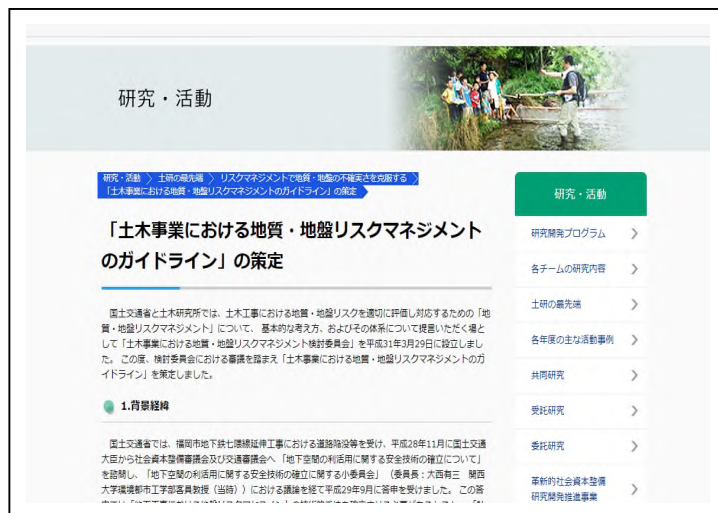 研究・活動
研究・活動 〉 土研の最先端 〉 リスクマネジメントで地質・地盤の不確実さを克服する 〉
「土木事業における地質・地盤リスクマネジメントのガイドライン」の策定
「土木事業における地質・地盤リスクマネジメント
のガイドライン」の策定
国土交通省と土木研究所では、土木工事における地質・地盤リスクを適切に評価し対応するための「地
質・地盤リスクマネジメント」について、 基本的な考え方、およびその体系について提言いただく場と
して「土木事業における地質・地盤リスクマネジメント検討委員会」を平成31年3月29日に設立しまし
た。 この度、検討委員会における審議を踏まえ「土木事業における地質・地盤リスクマネジメントのガ
イドライン」を策定しました。
1.背景経緯
国土交通省では、福岡市地下鉄七隈線延伸工事における道路陥没等を受け、平成28年11月に国土交通
大臣から社会資本整備審議会及び交通審議会へ 「地下空間の利活用に関する安全技術の確立について」
を諮問し、「地下空間の利活用に関する安全技術の確立に関する小委員会」 （委員長：大西有三 関西
大学環境都市工学部客員教授（当時））における議論を経て平成29年9月に答申を受けました。 この答
研究・活動
研究開発プログラム
各チームの研究内容
土研の最先端
各年度の主な活動事例
共同研究
受託研究
委託研究
革新的社会資本整備
研究開発推進事業